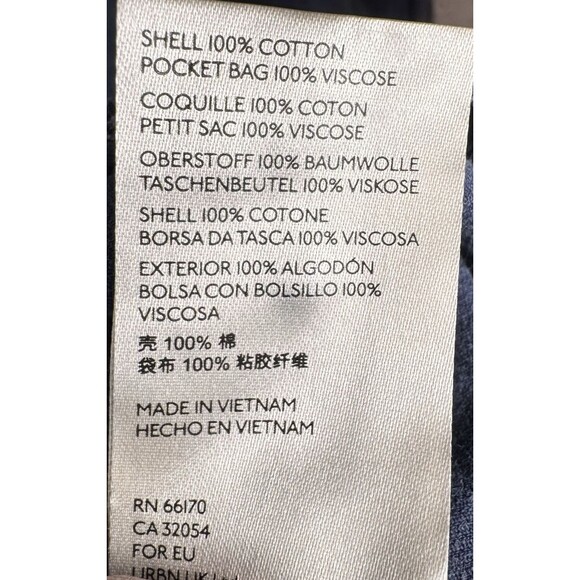 SHELL 100% COTTON
POCKET BAG 100% VISCOSE
COQUILLE 100% COTON
PETIT SAC 100% VISCOSE
OBERSTOFF 100% BAUMWOLLE
TASCHENBEUTEL 100% VISKOSE
SHELL 100% COTONE
BORSA DA TASCA 100% VISCOSA
EXTERIOR 100% ALGODÓN
BOLSA CON BOLSILLO 100%
VISCOSA
壳 100% 棉
袋布 100% 粘胶纤维
MADE IN VIETNAM
HECHO EN VIETNAM
RN 66170
CA 32054
FOR EU
URBN UK